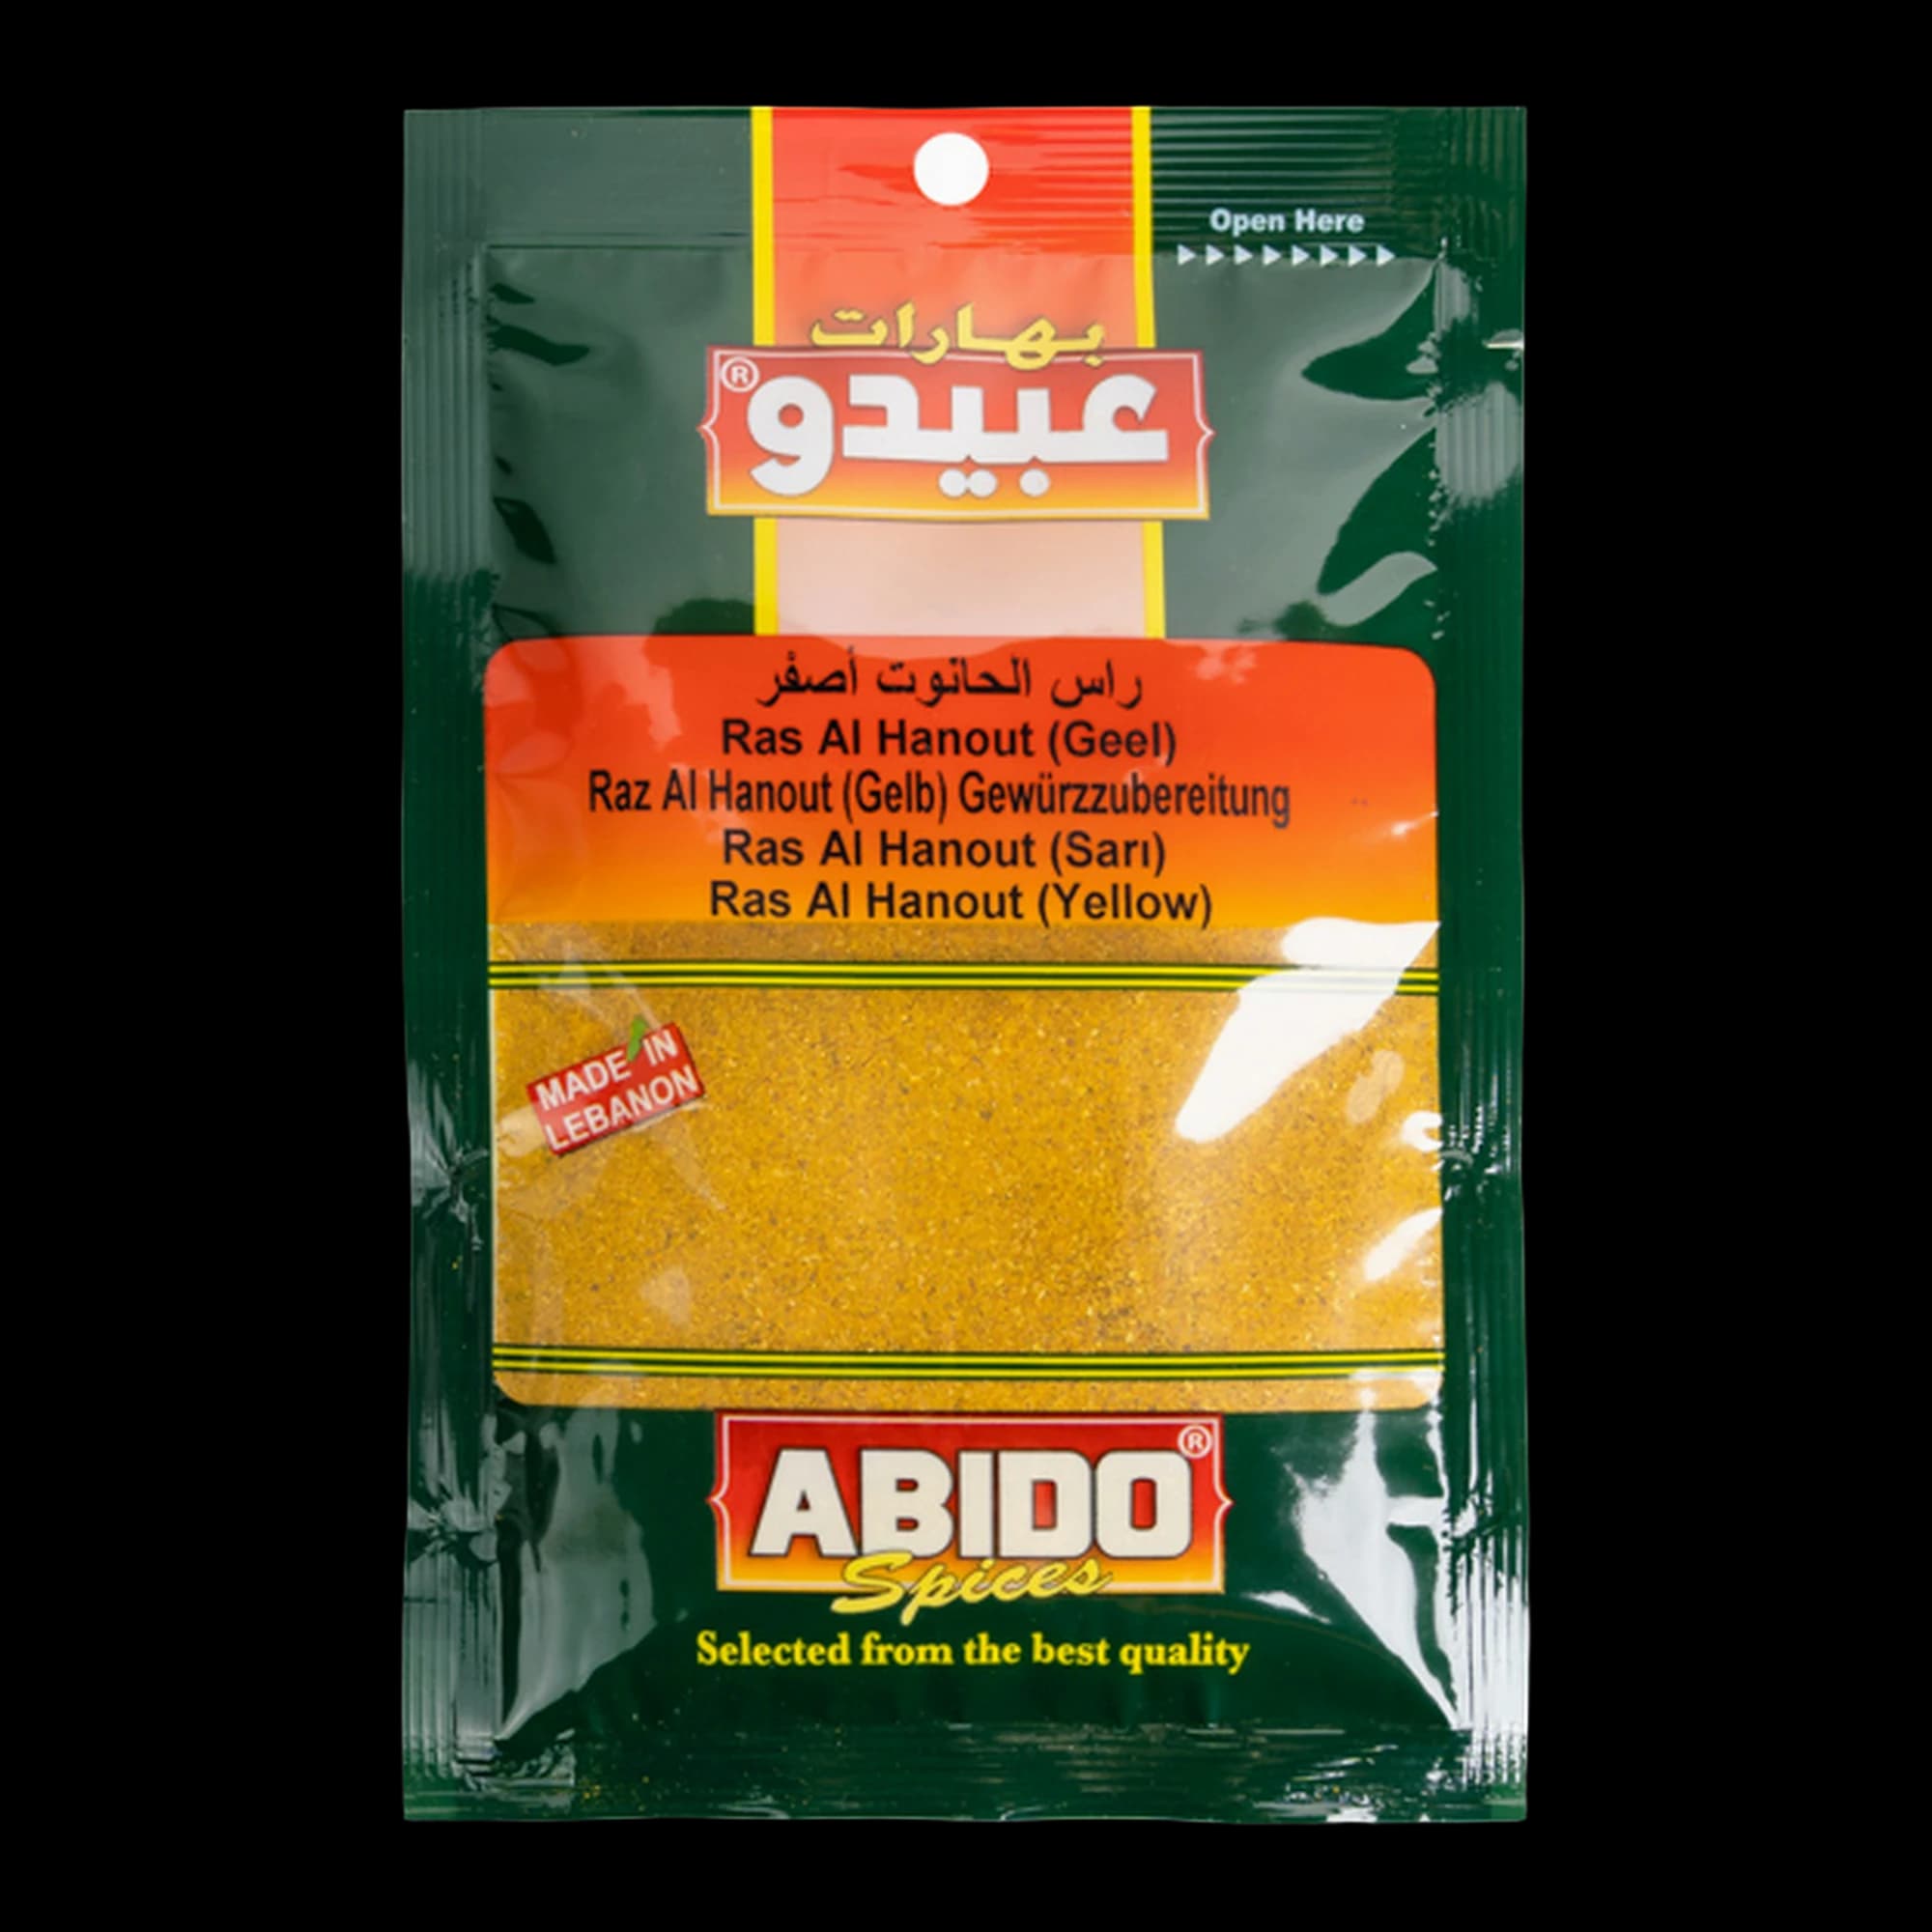 Open Here
بهارات
عبيدو®
راس الحانوت أصفر
Ras Al Hanout (Geel)
Raz Al Hanout (Gelb) Gewürzzubereitung
Ras Al Hanout (Sarı)
Ras Al Hanout (Yellow)
MADE IN
LEBANON
ABIDO®
Spices
Selected from the best quality